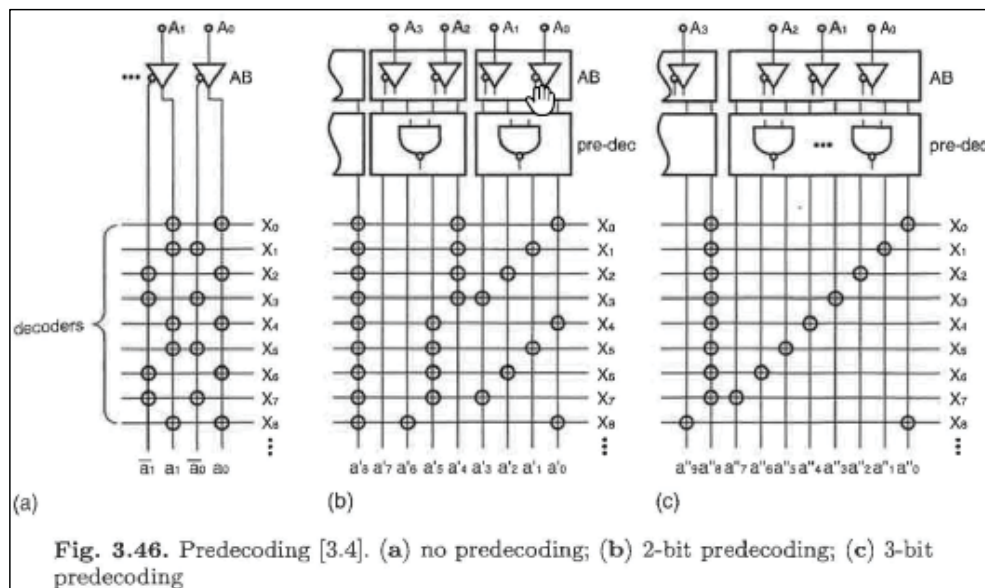 A₁ A₀
AB
X₀
X₁
X₂
X₃
X₄
X₅
X₆
X₇
X₈
decoders
a̅₁ a₁ a̅₀ a₀
(a)
A₃ A₂ A₁ A₀
AB
pre-dec
X₀
X₁
X₂
X₃
X₄
X₅
X₆
X₇
X₈
a'₈ a'₇ a'₆ a'₅ a'₄ a'₃ a'₂ a'₁ a'₀
(b)
A₃ A₂ A₁ A₀
AB
pre-dec
X₀
X₁
X₂
X₃
X₄
X₅
X₆
X₇
X₈
a"₉ a"₈ a"₇ a"₆ a"₅ a"₄ a"₃ a"₂ a"₁ a"₀
(c)
Fig. 3.46. Predecoding [3.4]. (a) no predecoding; (b) 2-bit predecoding; (c) 3-bit
predecoding